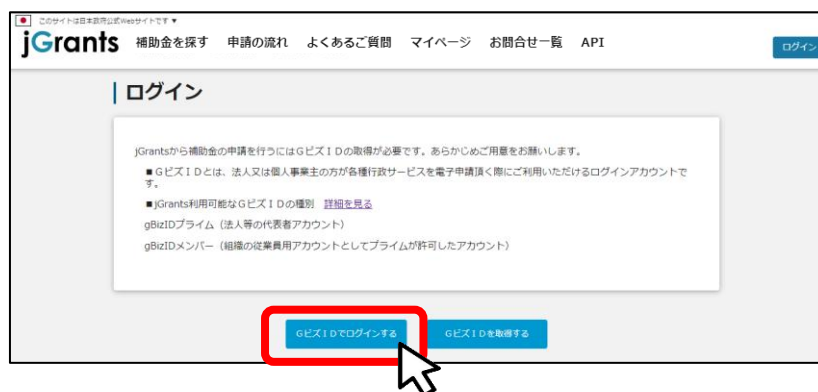 このサイトは日本政府公式Webサイトです ▼
jGrants 補助金を探す 申請の流れ よくあるご質問 マイページ お問合せ一覧 API ログイン
ログイン
jGrantsから補助金の申請を行うにはGビズIDの取得が必要です。あらかじめご用意をお願いします。
■GビズIDとは、法人又は個人事業主の方が各種行政サービスを電子申請頂く際にご利用いただけるログインアカウントで
す。
■jGrants利用可能なGビズIDの種別 詳細を見る
gBizIDプライム（法人等の代表者アカウント）
gBizIDメンバー（組織の従業員用アカウントとしてプライムが許可したアカウント）
GビズIDでログインする GビズIDを取得する